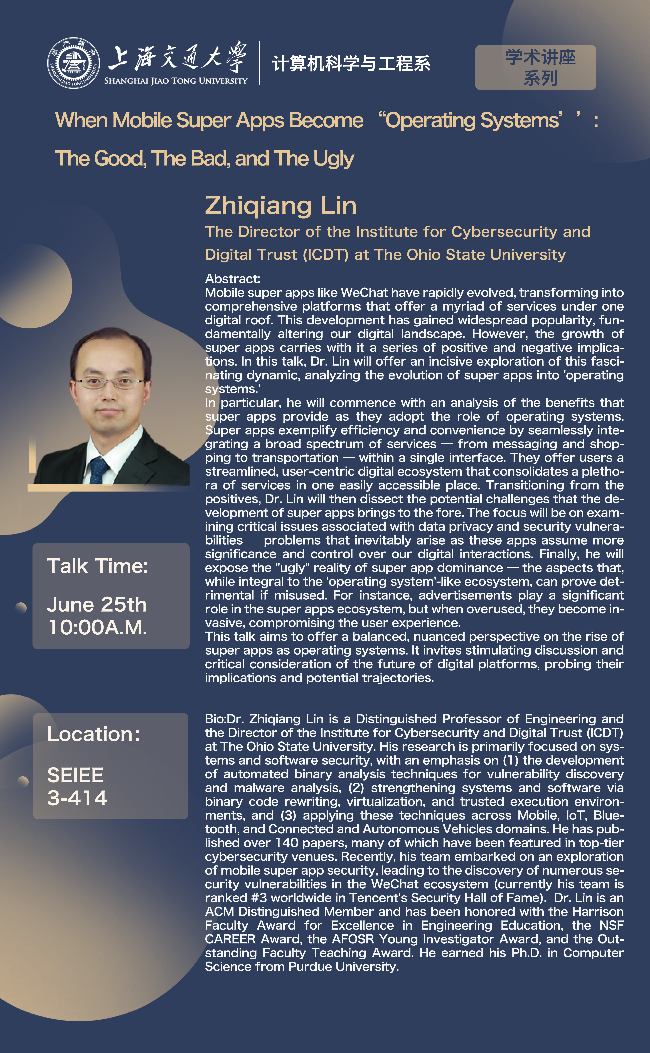 上海交通大学
SHANGHAI JIAO TONG UNIVERSITY
计算机科学与工程系
学术讲座
系列
When Mobile Super Apps Become “Operating Systems’’:
The Good, The Bad, and The Ugly
Zhiqiang Lin
The Director of the Institute for Cybersecurity and
Digital Trust (ICDT) at The Ohio State University
Abstract:
Mobile super apps like WeChat have rapidly evolved, transforming into
comprehensive platforms that offer a myriad of services under one
digital roof. This development has gained widespread popularity, fun-
damentally altering our digital landscape. However, the growth of
super apps carries with it a series of positive and negative implica-
tions. In this talk, Dr. Lin will offer an incisive exploration of this fasci-
nating dynamic, analyzing the evolution of super apps into 'operating
systems.'
In particular, he will commence with an analysis of the benefits that
super apps provide as they adopt the role of operating systems.
Super apps exemplify efficiency and convenience by seamlessly inte-
grating a broad spectrum of services — from messaging and shop-
ping to transportation — within a single interface. They offer users a
streamlined, user-centric digital ecosystem that consolidates a pletho-
ra of services in one easily accessible place. Transitioning from the
positives, Dr. Lin will then dissect the potential challenges that the de-
velopment of super apps brings to the fore. The focus will be on exam-
ining critical issues associated with data privacy and security vulnera-
bilities problems that inevitably arise as these apps assume more
significance and control over our digital interactions. Finally, he will
expose the "ugly" reality of super app dominance — the aspects that,
while integral to the 'operating system'-like ecosystem, can prove det-
rimental if misused. For instance, advertisements play a significant
role in the super apps ecosystem, but when overused, they become in-
vasive, compromising the user experience.
This talk aims to offer a balanced, nuanced perspective on the rise of
super apps as operating systems. It invites stimulating discussion and
critical consideration of the future of digital platforms, probing their
implications and potential trajectories.
Talk Time:
June 25th
10:00A.M.
Location:
SEIEE
3-414
Bio:Dr. Zhiqiang Lin is a Distinguished Professor of Engineering and
the Director of the Institute for Cybersecurity and Digital Trust (ICDT)
at The Ohio State University. His research is primarily focused on sys-
tems and software security, with an emphasis on (1) the development
of automated binary analysis techniques for vulnerability discovery
and malware analysis, (2) strengthening systems and software via
binary code rewriting, virtualization, and trusted execution environ-
ments, and (3) applying these techniques across Mobile, IoT, Blue-
tooth, and Connected and Autonomous Vehicles domains. He has pub-
lished over 140 papers, many of which have been featured in top-tier
cybersecurity venues. Recently, his team embarked on an exploration
of mobile super app security, leading to the discovery of numerous se-
curity vulnerabilities in the WeChat ecosystem (currently his team is
ranked #3 worldwide in Tencent's Security Hall of Fame). Dr. Lin is an
ACM Distinguished Member and has been honored with the Harrison
Faculty Award for Excellence in Engineering Education, the NSF
CAREER Award, the AFOSR Young Investigator Award, and the Out-
standing Faculty Teaching Award. He earned his Ph.D. in Computer
Science from Purdue University.